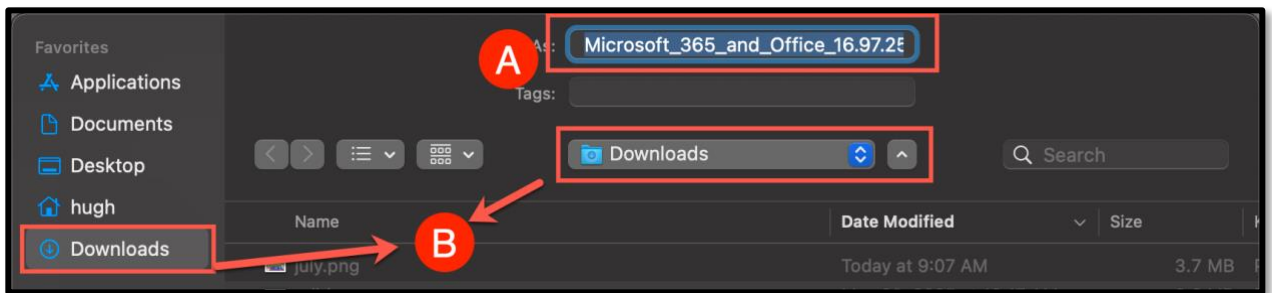 Favorites
Applications
Documents
Desktop
hugh
Downloads
A
As:
Microsoft_365_and_Office_16.97.25
Tags:
Downloads
Search
B
Name
Date Modified
Size
july.png
Today at 9:07 AM
3.7 MB